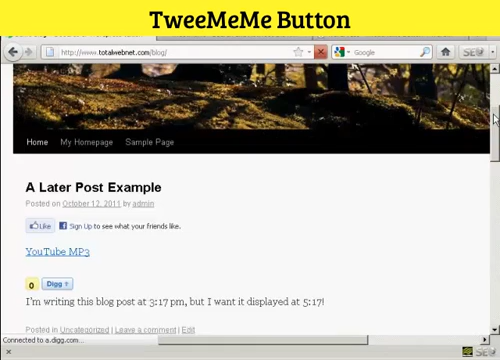 TweeMeMe Button
http://www.totalwebnet.com/blog/
Google
SEO
Home My Homepage Sample Page
A Later Post Example
Posted on October 12, 2011 by admin
Like Sign Up to see what your friends like.
YouTube MP3
0 Digg
I'm writing this blog post at 3:17 pm, but I want it displayed at 5:17!
Posted in Uncategorized | Leave a comment | Edit
Connected to a.digg.com...
SEO